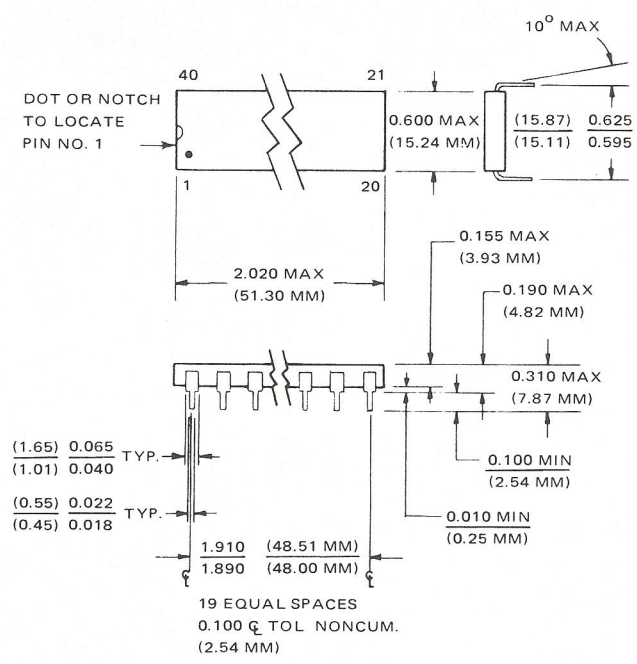 10° MAX
40
21
DOT OR NOTCH
TO LOCATE
PIN NO. 1
0.600 MAX
(15.24 MM)
(15.87)
(15.11)
0.625
0.595
1
20
2.020 MAX
(51.30 MM)
0.155 MAX
(3.93 MM)
0.190 MAX
(4.82 MM)
0.310 MAX
(7.87 MM)
(1.65) 0.065
(1.01) 0.040
TYP.
0.100 MIN
(2.54 MM)
(0.55) 0.022
(0.45) 0.018
TYP.
0.010 MIN
(0.25 MM)
1.910 (48.51 MM)
1.890 (48.00 MM)
℄ ℄
19 EQUAL SPACES
0.100 ℄ TOL NONCUM.
(2.54 MM)